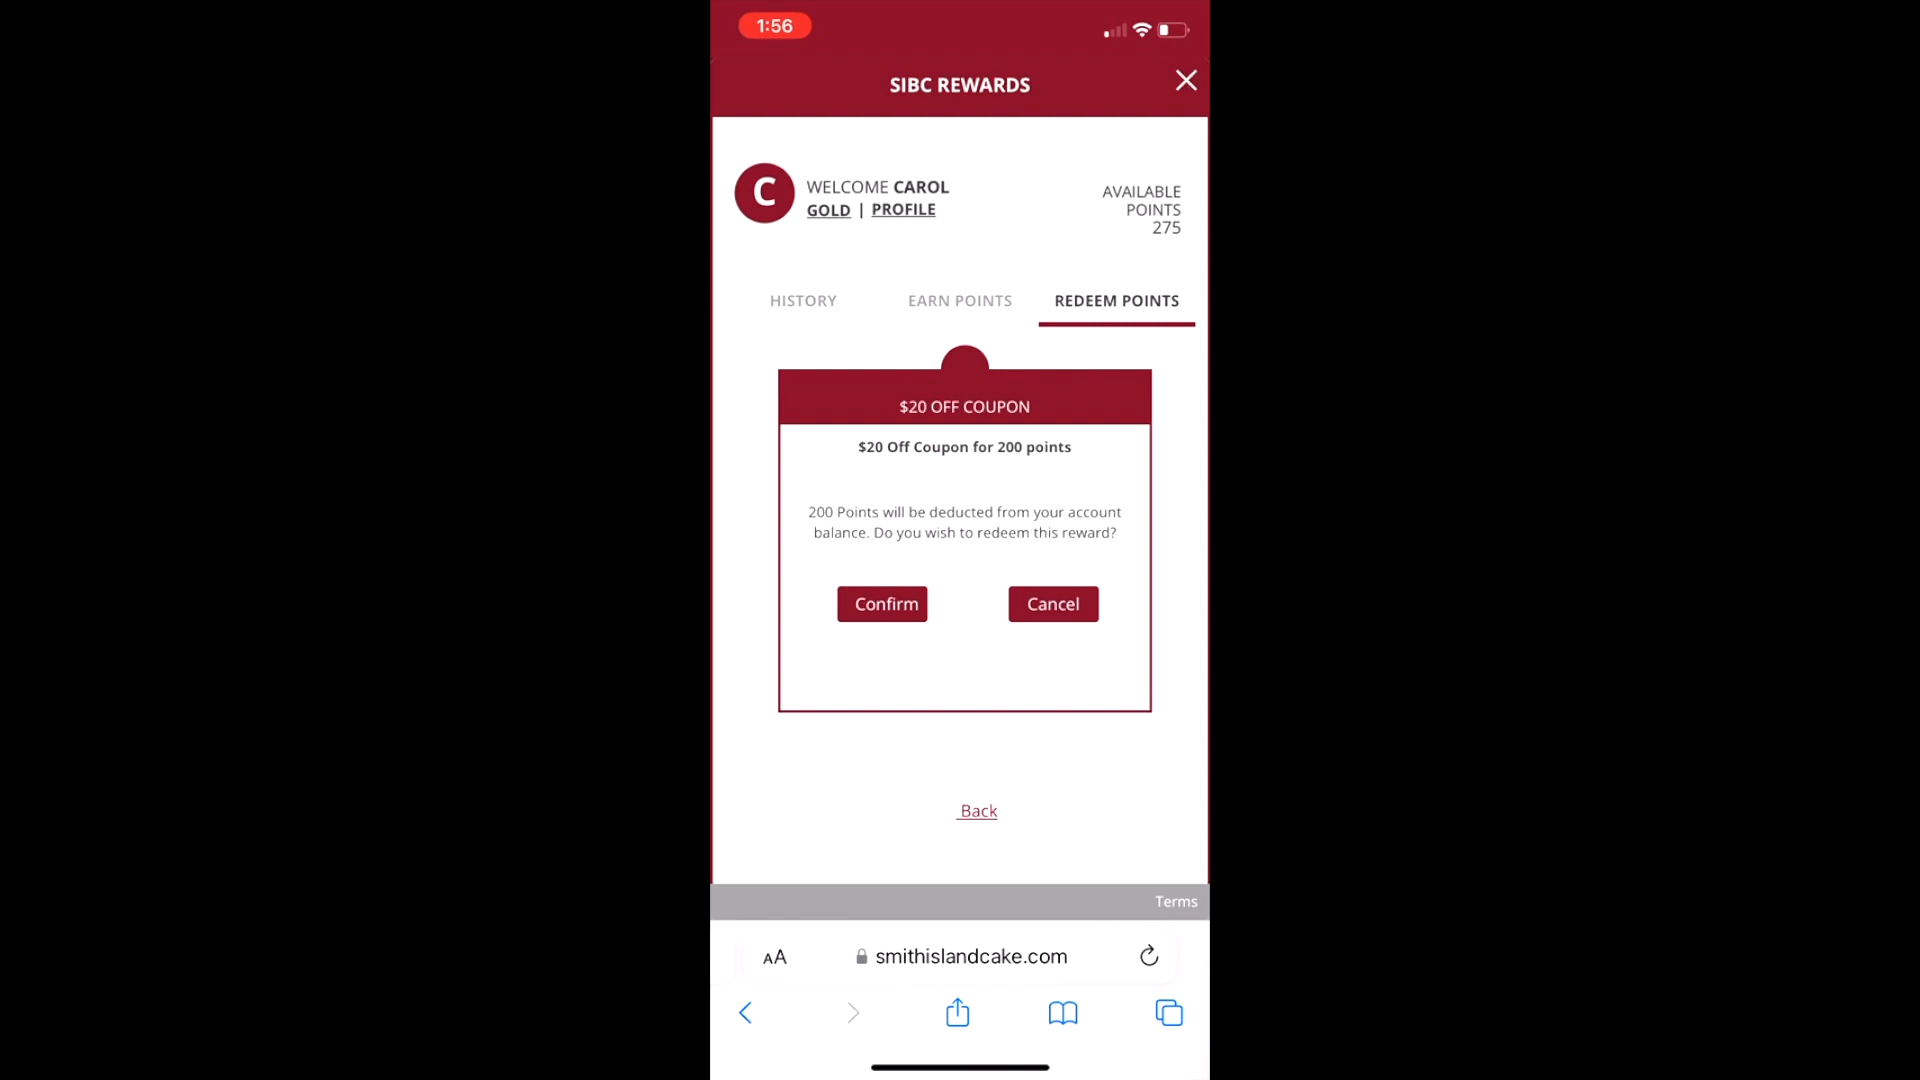 1:56
SIBC REWARDS
C
WELCOME CAROL
GOLD | PROFILE
AVAILABLE
POINTS
275
HISTORY
EARN POINTS
REDEEM POINTS
$20 OFF COUPON
$20 Off Coupon for 200 points
200 Points will be deducted from your account
balance. Do you wish to redeem this reward?
Confirm
Cancel
Back
Terms
AA
smithislandcake.com